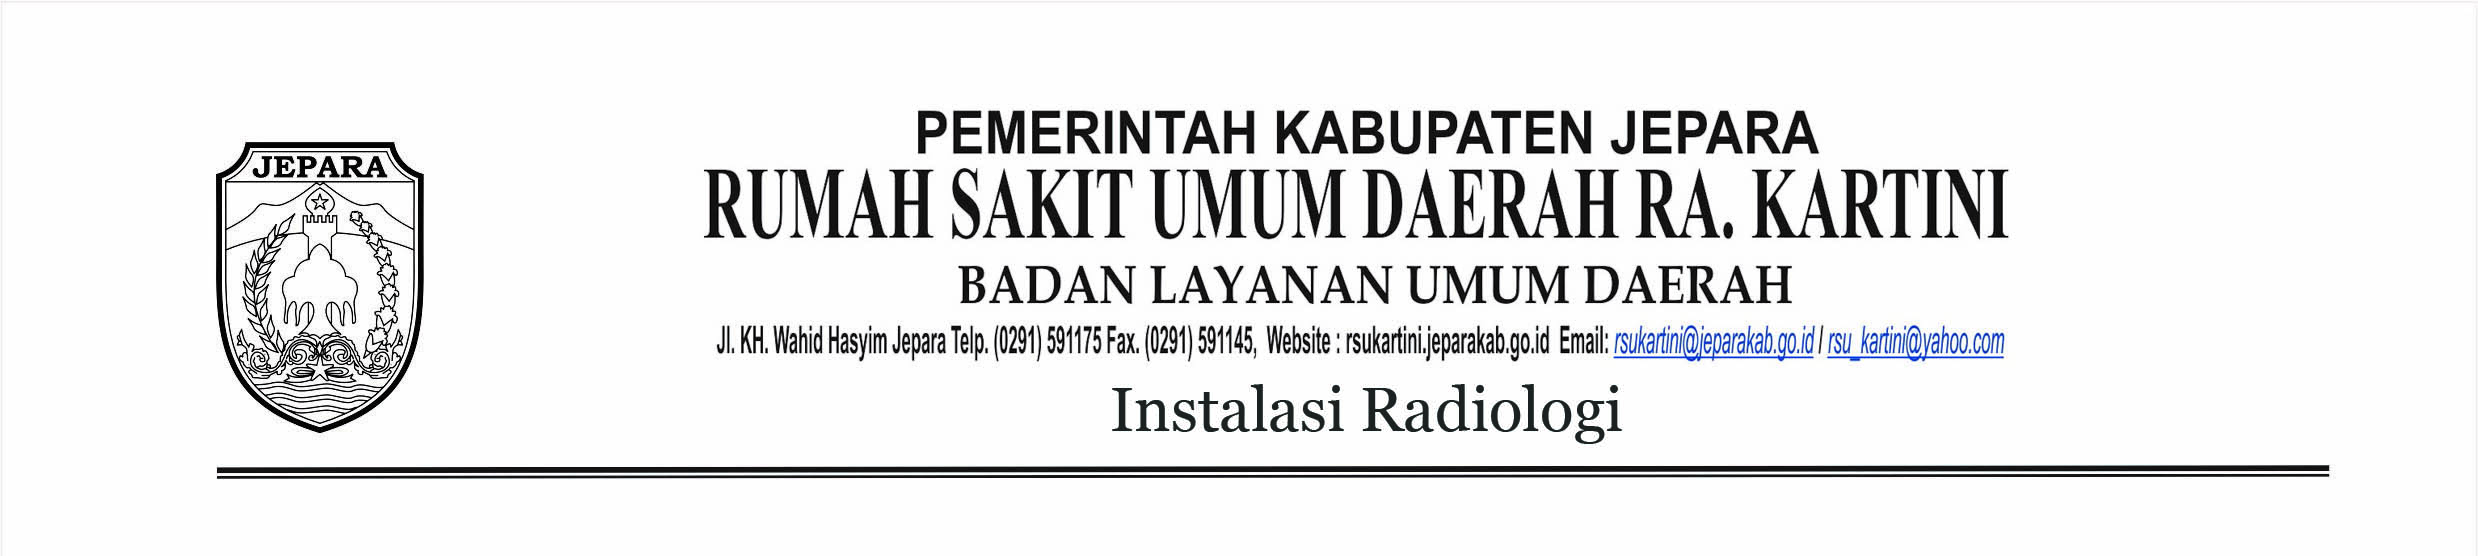 JEPARA
PEMERINTAH KABUPATEN JEPARA
RUMAH SAKIT UMUM DAERAH RA. KARTINI
BADAN LAYANAN UMUM DAERAH
Jl. KH. Wahid Hasyim Jepara Telp. (0291) 591175 Fax. (0291) 591145, Website : rsukartini.jeparakab.go.id Email: rsukartini@jeparakab.go.id / rsu_kartini@yahoo.com
Instalasi Radiologi